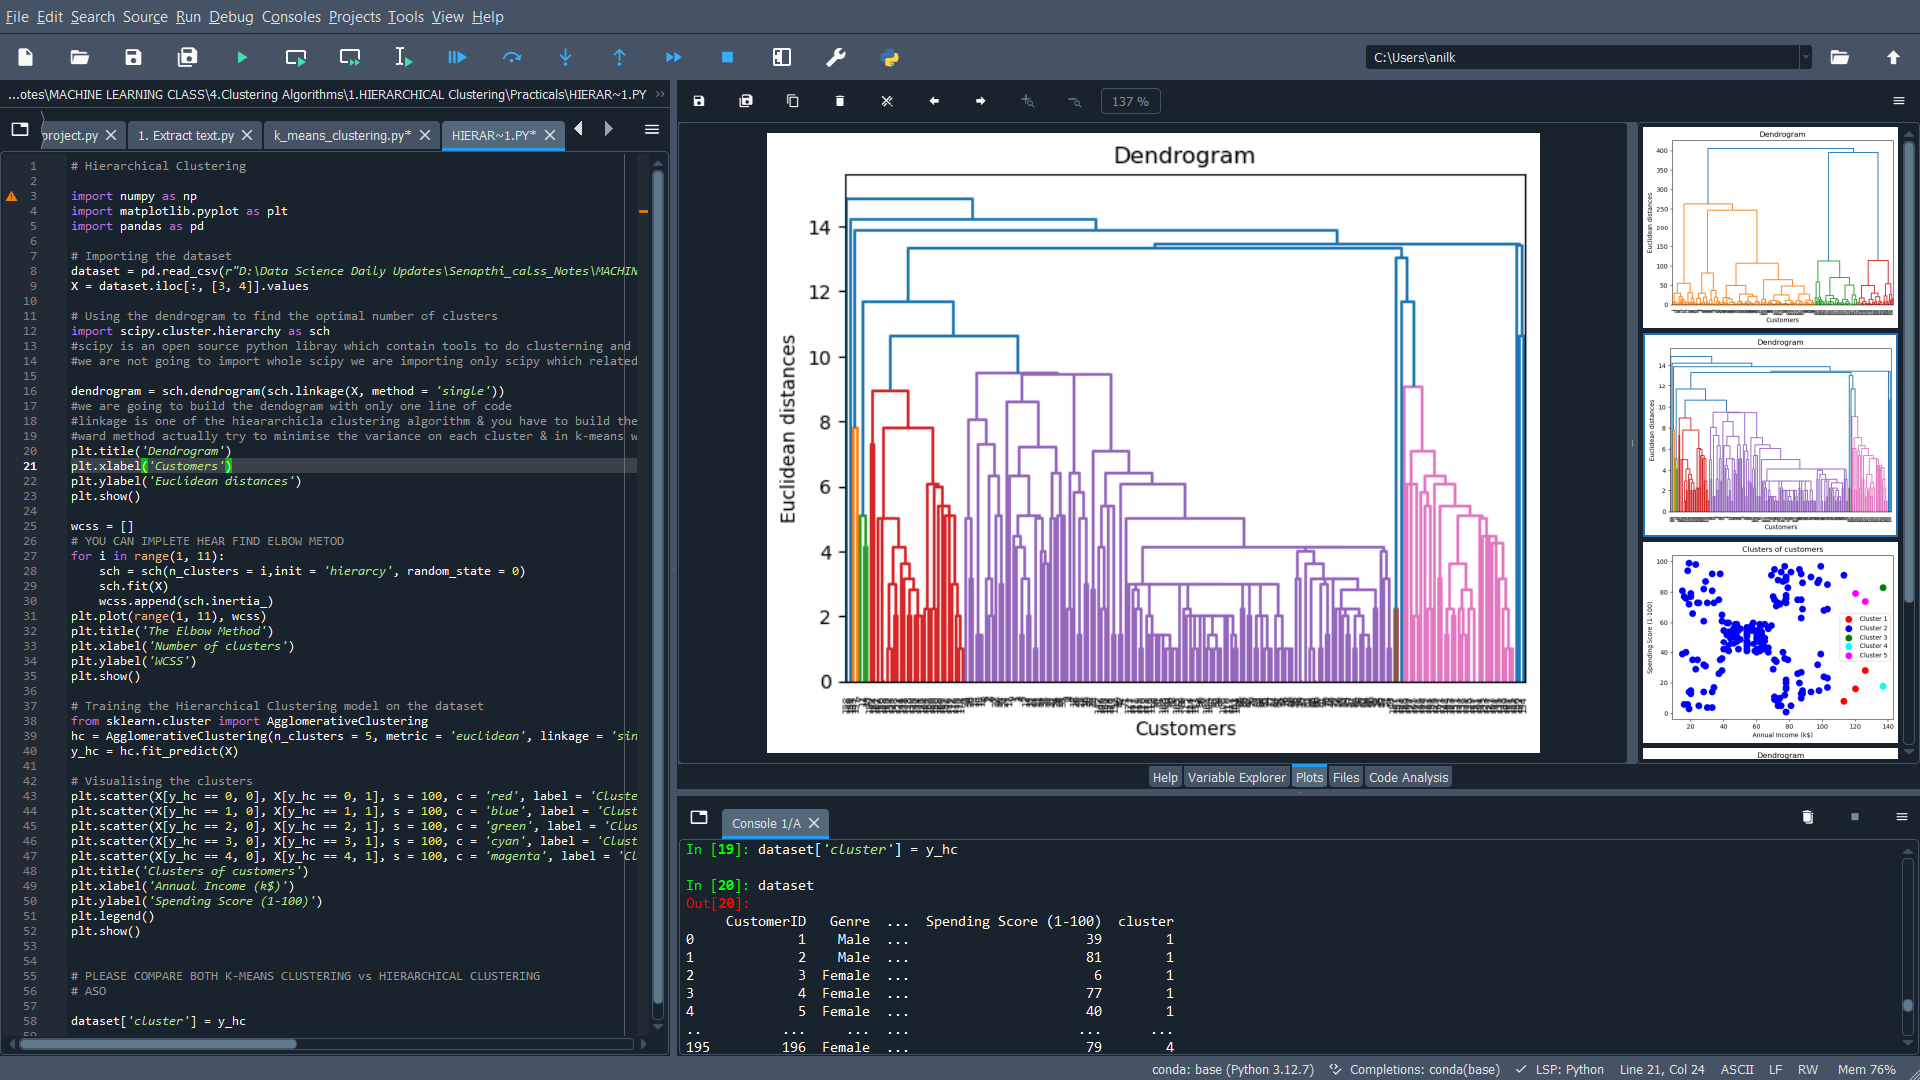 File Edit Search Source Run Debug Consoles Projects Tools View Help
C:\Users\anilk
...otes\MACHINE LEARNING CLASS\4.Clustering Algorithms\1.HIERARCHICAL Clustering\Practicals\HIERAR~1.PY
project.py 1. Extract text.py k_means_clustering.py* HIERAR~1.PY*
1 # Hierarchical Clustering
2
3 import numpy as np
4 import matplotlib.pyplot as plt
5 import pandas as pd
6
7 # Importing the dataset
8 dataset = pd.read_csv(r"D:\Data Science Daily Updates\Senapthi_calss_Notes\MACHIN
9 X = dataset.iloc[:, [3, 4]].values
10
11 # Using the dendrogram to find the optimal number of clusters
12 import scipy.cluster.hierarchy as sch
13 #scipy is an open source python libray which contain tools to do clusterning and
14 #we are not going to import whole scipy we are importing only scipy which related
15
16 dendrogram = sch.dendrogram(sch.linkage(X, method = 'single'))
17 #we are going to build the dendogram with only one line of code
18 #linkage is one of the hieararchicla clustering algorithm & you have to build the
19 #ward method actually try to minimise the variance on each cluster & in k-means w
20 plt.title('Dendrogram')
21 plt.xlabel('Customers')
22 plt.ylabel('Euclidean distances')
23 plt.show()
24
25 wcss = []
26 # YOU CAN IMPLETE HEAR FIND ELBOW METOD
27 for i in range(1, 11):
28 sch = sch(n_clusters = i,init = 'hierarcy', random_state = 0)
29 sch.fit(X)
30 wcss.append(sch.inertia_)
31 plt.plot(range(1, 11), wcss)
32 plt.title('The Elbow Method')
33 plt.xlabel('Number of clusters')
34 plt.ylabel('WCSS')
35 plt.show()
36
37 # Training the Hierarchical Clustering model on the dataset
38 from sklearn.cluster import AgglomerativeClustering
39 hc = AgglomerativeClustering(n_clusters = 5, metric = 'euclidean', linkage = 'sin
40 y_hc = hc.fit_predict(X)
41
42 # Visualising the clusters
43 plt.scatter(X[y_hc == 0, 0], X[y_hc == 0, 1], s = 100, c = 'red', label = 'Cluste
44 plt.scatter(X[y_hc == 1, 0], X[y_hc == 1, 1], s = 100, c = 'blue', label = 'Clust
45 plt.scatter(X[y_hc == 2, 0], X[y_hc == 2, 1], s = 100, c = 'green', label = 'Clus
46 plt.scatter(X[y_hc == 3, 0], X[y_hc == 3, 1], s = 100, c = 'cyan', label = 'Clust
47 plt.scatter(X[y_hc == 4, 0], X[y_hc == 4, 1], s = 100, c = 'magenta', label = 'Cl
48 plt.title('Clusters of customers')
49 plt.xlabel('Annual Income (k$)')
50 plt.ylabel('Spending Score (1-100)')
51 plt.legend()
52 plt.show()
53
54
55 # PLEASE COMPARE BOTH K-MEANS CLUSTERING vs HIERARCHICAL CLUSTERING
56 # ASO
57
58 dataset['cluster'] = y_hc
59
137 %
Dendrogram
Euclidean distances
14
12
10
8
6
4
2
0
Customers
Dendrogram
Euclidean distances
400
350
300
250
200
150
100
50
0
Customers
Dendrogram
Euclidean distances
14
12
10
8
6
4
2
0
Customers
Clusters of customers
Spending Score (1-100)
100
80
60
40
20
0
Cluster 1
Cluster 2
Cluster 3
Cluster 4
Cluster 5
20 40 60 80 100 120 140
Annual Income (k$)
Dendrogram
Help Variable Explorer Plots Files Code Analysis
Console 1/A
In [19]: dataset['cluster'] = y_hc
In [20]: dataset
Out[20]:
CustomerID Genre ... Spending Score (1-100) cluster
0 1 Male ... 39 1
1 2 Male ... 81 1
2 3 Female ... 6 1
3 4 Female ... 77 1
4 5 Female ... 40 1
.. ... ... ... ... ...
195 196 Female ... 79 4
conda: base (Python 3.12.7) Completions: conda(base) LSP: Python Line 21, Col 24 ASCII LF RW Mem 76%